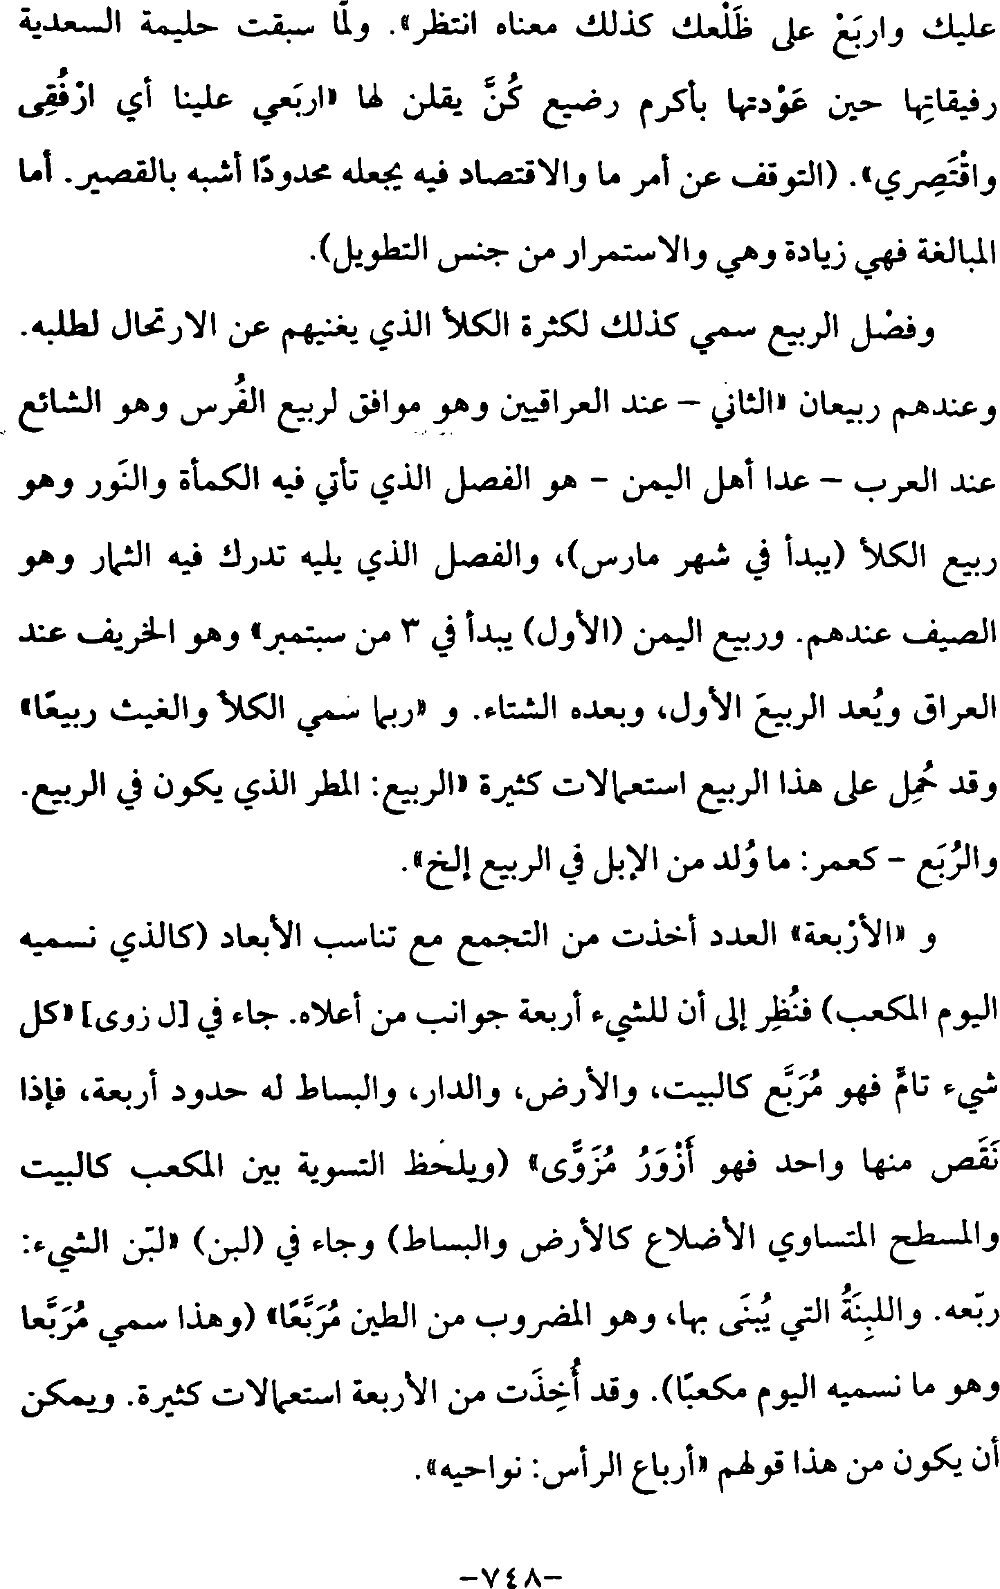 عليك واربَعْ على ظَلْعك كذلك معناه انتظر». ولمّا سبقت حليمة السعدية
رفيقاتِها حين عَوْدتها بأكرم رضيع كُنَّ يقلن لها «اربَعي علينا أي ارْفُقِى
واقْتَصِري». (التوقف عن أمر ما والاقتصاد فيه يجعله محدودًا أشبه بالقصير. أما
المبالغة فهي زيادة وهي والاستمرار من جنس التطويل).
وفصْل الربيع سمي كذلك لكثرة الكلأ الذي يغنيهم عن الارتحال لطلبه.
وعندهم ربيعان «الثاني – عند العراقيين وهو موافق لربيع الفُرس وهو الشائع
عند العرب – عدا أهل اليمن – هو الفصل الذي تأتي فيه الكمأة والنَور وهو
ربيع الكلأ (يبدأ في شهر مارس)، والفصل الذي يليه تدرك فيه الثمار وهو
الصيف عندهم. وربيع اليمن (الأول) يبدأ في ٣ من سبتمبر» وهو الخريف عند
العراق ويُعد الربيعَ الأول، وبعده الشتاء. و «ربما سمي الكلأ والغيث ربيعًا»
وقد حُمِل على هذا الربيع استعمالات كثيرة «الربيع: المطر الذي يكون في الربيع.
والرُبَع – كعمر: ما وُلد من الإبل في الربيع إلخ».
و «الأرْبعة» العدد أخذت من التجمع مع تناسب الأبعاد (كالذي نسميه
اليوم المكعب) فنُظِر إلى أن للشيء أربعة جوانب من أعلاه. جاء في [ل زوى] «كل
شيء تامٍّ فهو مُرَبَّع كالبيت، والأرض، والدار، والبساط له حدود أربعة، فإذا
نَقَص منها واحد فهو أَزْوَرُ مُزَوًّى» (ويلحَظ التسوية بين المكعب كالبيت
والمسطح المتساوي الأضلاع كالأرض والبساط) وجاء في (لبن) «لبّن الشيء:
ربّعه. واللبِنَةُ التي يُبنَى بها، وهو المضروب من الطين مُرَبَّعًا» (وهذا سمي مُرَبَّعا
وهو ما نسميه اليوم مكعبًا). وقد أُخِذَت من الأربعة استعمالات كثيرة. ويمكن
أن يكون من هذا قولهم «أرباع الرأس: نواحيه».
–٧٤٨–